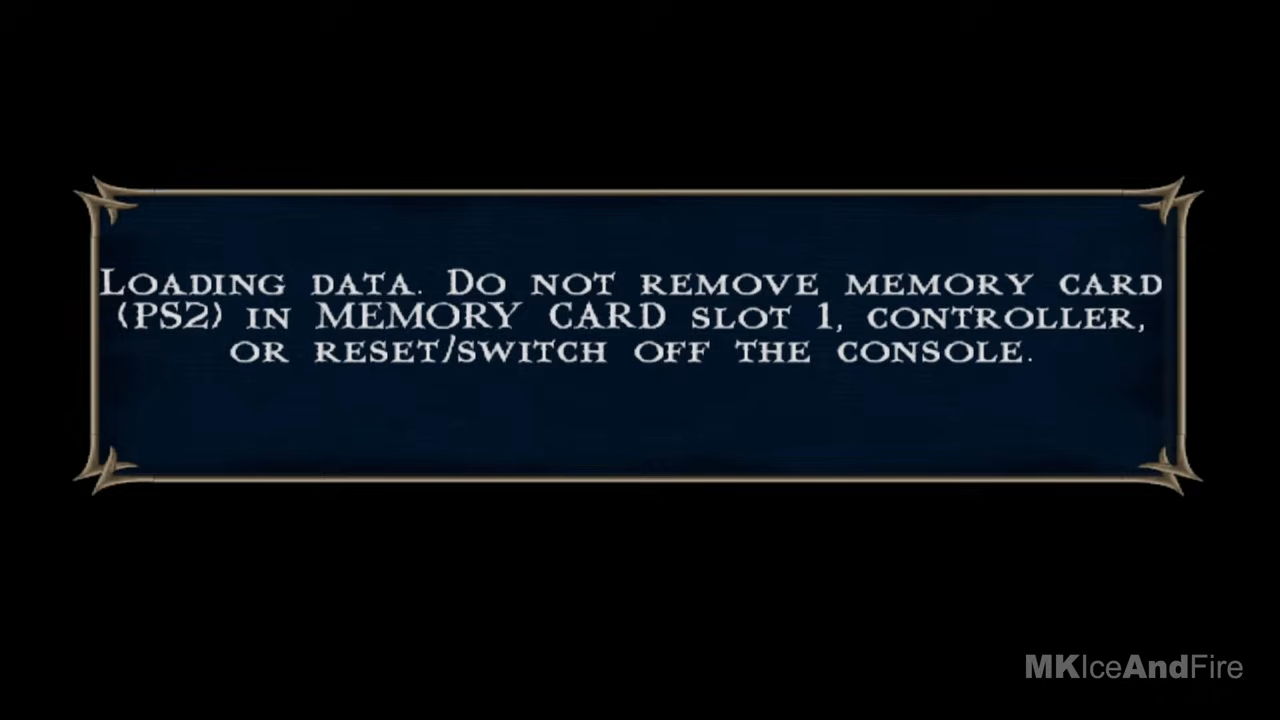 Loading data. Do not remove memory card
(PS2) in MEMORY CARD slot 1, controller,
or reset/switch off the console.
MKIceAndFire